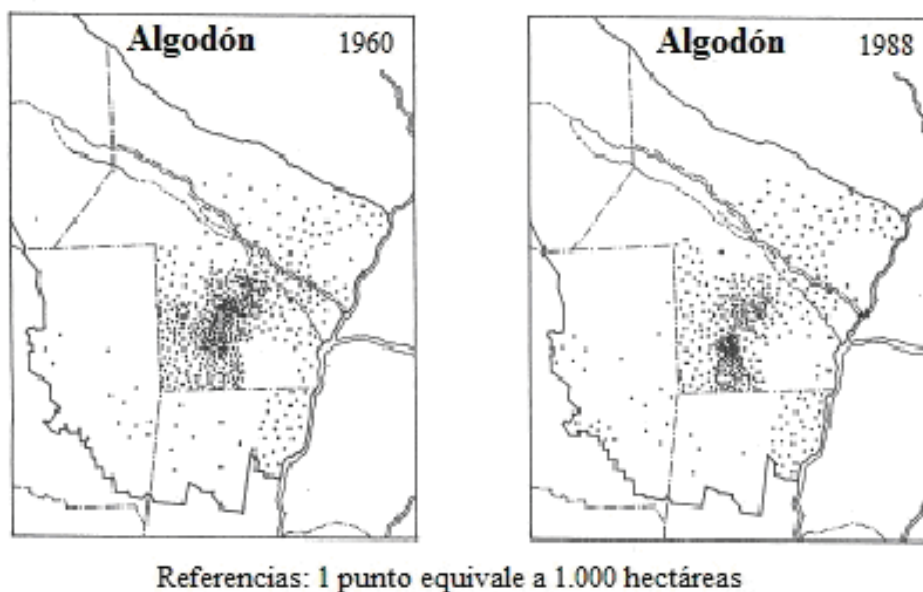 Algodón 1960
Algodón 1988
Referencias: 1 punto equivale a 1.000 hectáreas